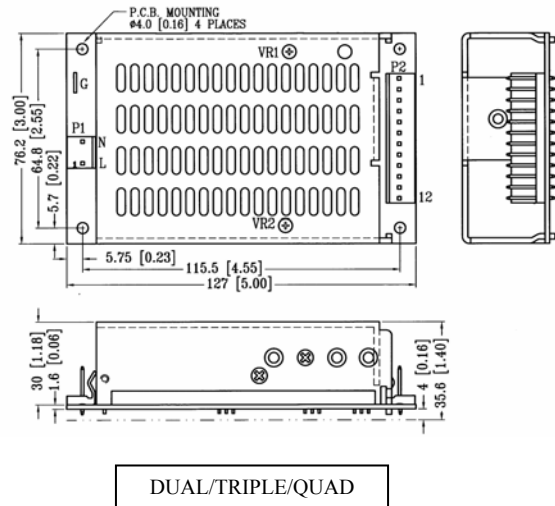 P.C.B. MOUNTING
ø4.0 [0.16] 4 PLACES
VR1
P2
1
G
P1
N
L
12
VR2
76.2 [3.00]
64.8 [2.55]
5.7 [0.22]
5.75 [0.23]
115.5 [4.55]
127 [5.00]
30 [1.18]
1.6 [0.06]
4 [0.16]
35.6 [1.40]
DUAL/TRIPLE/QUAD